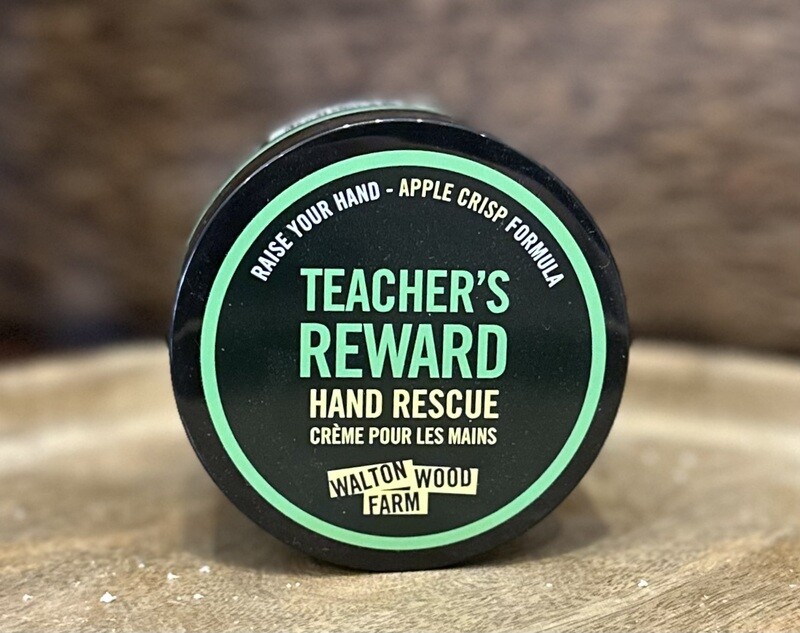 RAISE YOUR HAND - APPLE CRISP FORMULA
TEACHER'S
REWARD
HAND RESCUE
CRÈME POUR LES MAINS
WALTON WOOD
FARM